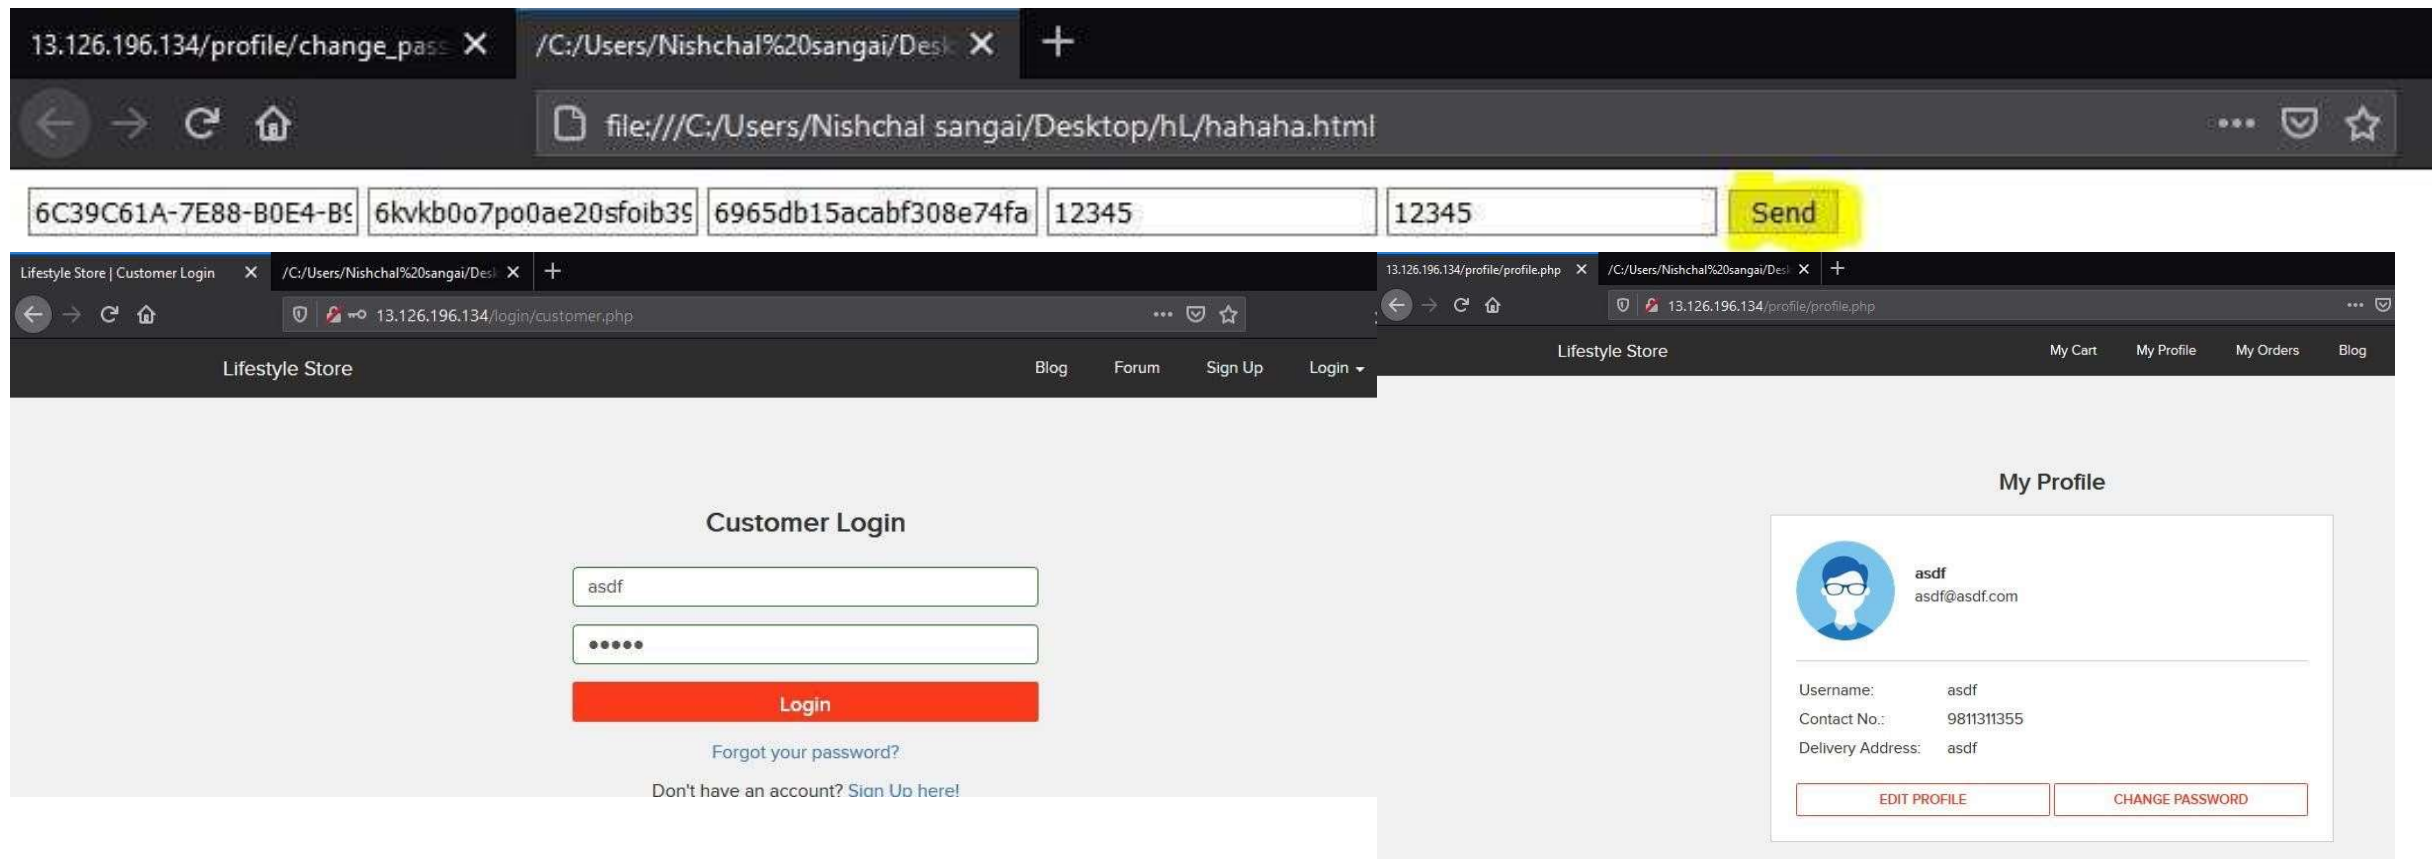 13.126.196.134/profile/change_pass
/C:/Users/Nishchal%20sangai/Desk
file:///C:/Users/Nishchal sangai/Desktop/hL/hahaha.html
6C39C61A-7E88-B0E4-B9 6kvkb0o7po0ae20sfoib39 6965db15acabf308e74fa 12345 12345 Send
Lifestyle Store | Customer Login
/C:/Users/Nishchal%20sangai/Desk
13.126.196.134/login/customer.php
Lifestyle Store Blog Forum Sign Up Login
Customer Login
asdf
•••••
Login
Forgot your password?
Don't have an account? Sign Up here!
13.126.196.134/profile/profile.php
/C:/Users/Nishchal%20sangai/Desk
13.126.196.134/profile/profile.php
Lifestyle Store My Cart My Profile My Orders Blog
My Profile
asdf
asdf@asdf.com
Username: asdf
Contact No.: 9811311355
Delivery Address: asdf
EDIT PROFILE CHANGE PASSWORD